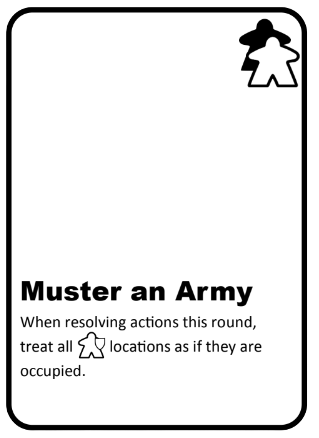 Muster an Army
When resolving actions this round,
treat all locations as if they are
occupied.